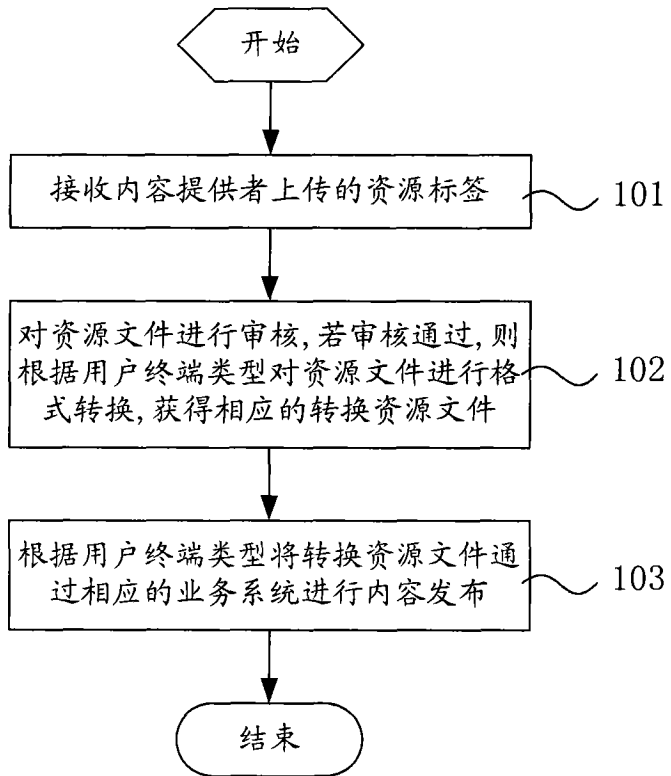 开始
接收内容提供者上传的资源标签
101
对资源文件进行审核,若审核通过,则
根据用户终端类型对资源文件进行格
式转换,获得相应的转换资源文件
102
根据用户终端类型将转换资源文件通
过相应的业务系统进行内容发布
103
结束